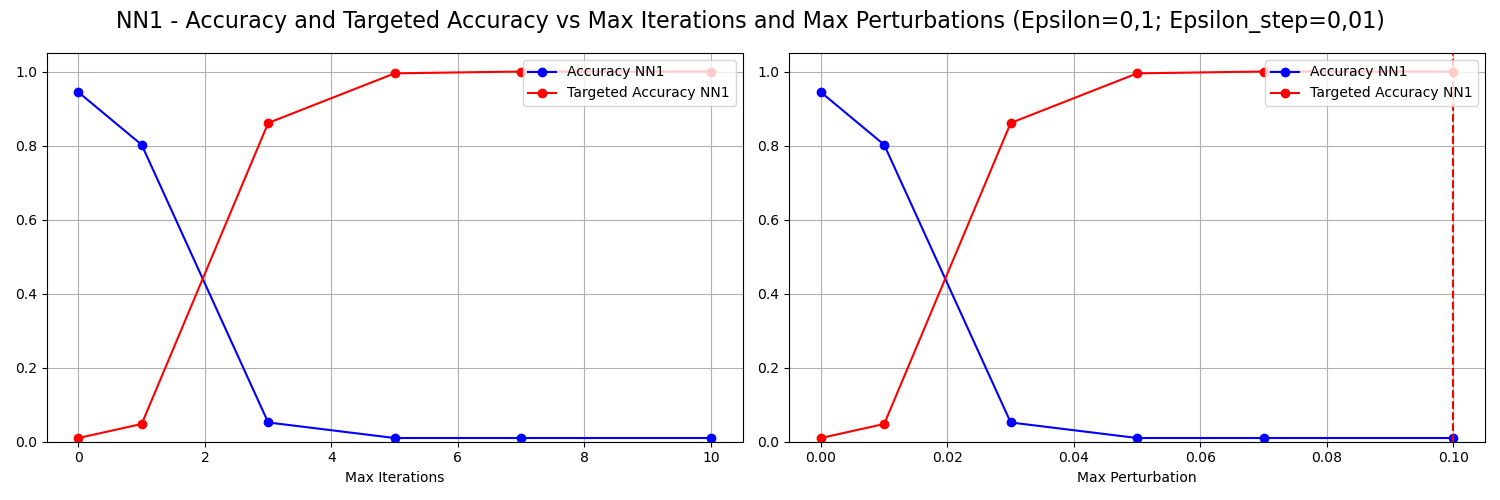 NN1 - Accuracy and Targeted Accuracy vs Max Iterations and Max Perturbations (Epsilon=0,1; Epsilon_step=0,01)
1.0
0.8
0.6
0.4
0.2
0.0
Accuracy NN1
Targeted Accuracy NN1
0 2 4 6 8 10
Max Iterations
1.0
0.8
0.6
0.4
0.2
0.0
Accuracy NN1
Targeted Accuracy NN1
0.00 0.02 0.04 0.06 0.08 0.10
Max Perturbation